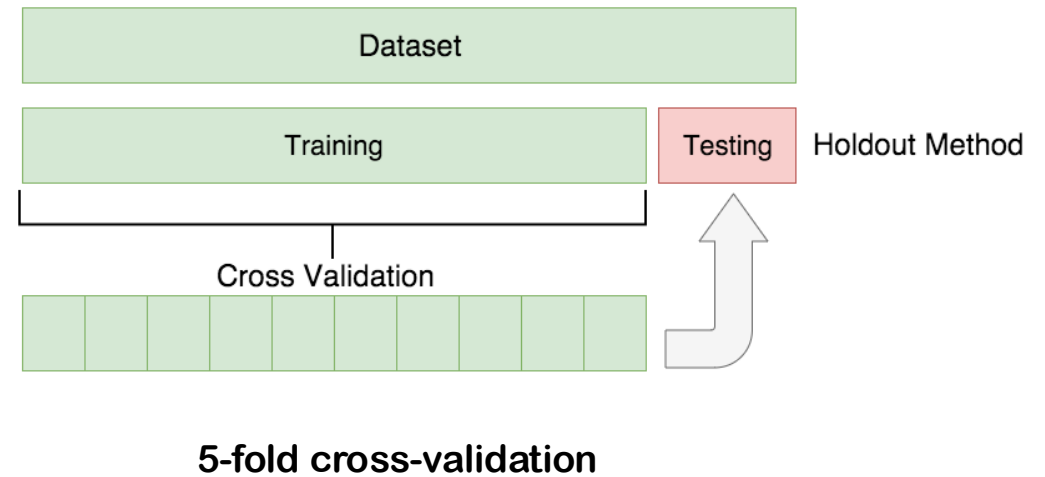 Dataset
Training
Testing
Holdout Method
Cross Validation
5-fold cross-validation